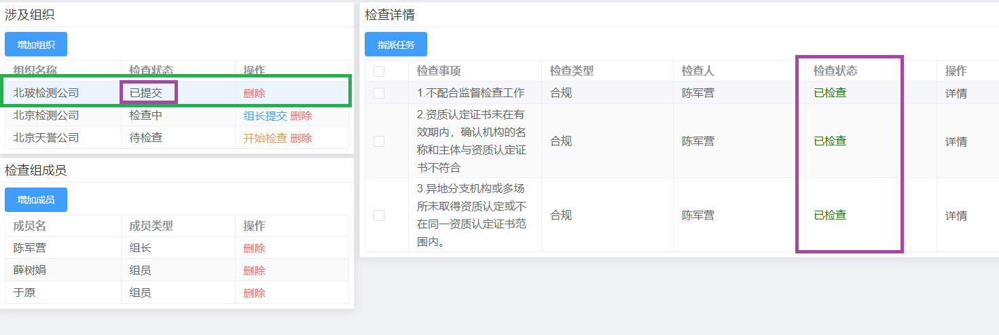 涉及组织
增加组织
组织名称 检查状态 操作
北玻检测公司 已提交 删除
北京检测公司 检查中 组长提交 删除
北京天誉公司 待检查 开始检查 删除
检查组成员
增加成员
成员名 成员类型 操作
陈军营 组长 删除
薛树娟 组员 删除
于原 组员 删除
检查详情
指派任务
检查事项 检查类型 检查人 检查状态 操作
1.不配合监督检查工作 合规 陈军营 已检查 详情
2.资质认定证书未在有
效期内，确认机构的名
称和主体与资质认定证
书不符合
合规 陈军营 已检查 详情
3.异地分支机构或多场
所未取得资质认定或不
在同一资质认定证书范
围内。
合规 陈军营 已检查 详情